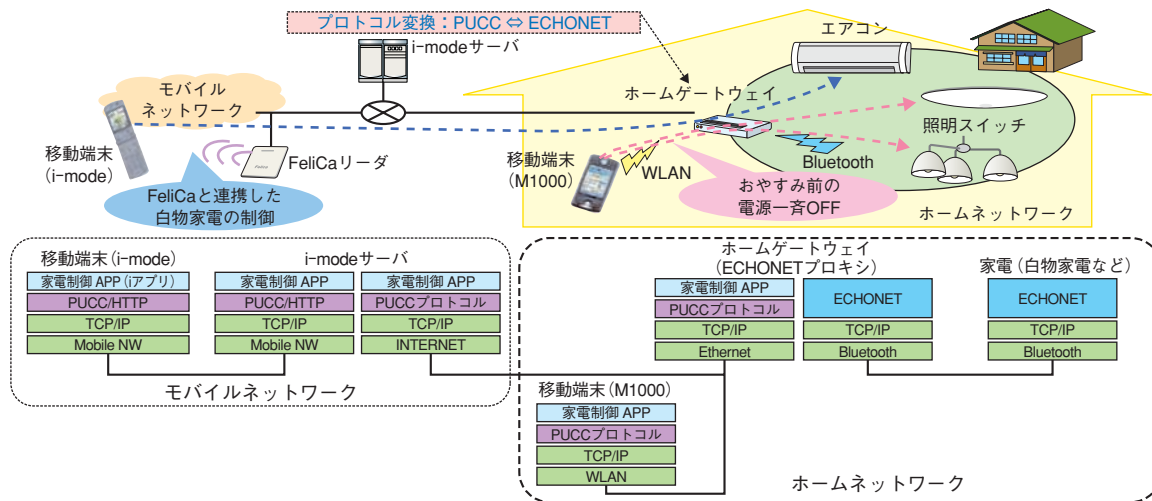 プロトコル変換：PUCC ⇔ ECHONET
i-modeサーバ
エアコン
モバイル
ネットワーク
ホームゲートウェイ
照明スイッチ
移動端末
(i-mode)
FeliCaリーダ
移動端末
(M1000)
WLAN
Bluetooth
FeliCaと連携した
白物家電の制御
おやすみ前の
電源一斉OFF
ホームネットワーク
移動端末(i-mode)
家電制御 APP (iアプリ)
PUCC/HTTP
TCP/IP
Mobile NW
i-modeサーバ
家電制御 APP
PUCC/HTTP
TCP/IP
Mobile NW
家電制御 APP
PUCCプロトコル
TCP/IP
INTERNET
モバイルネットワーク
ホームゲートウェイ
(ECHONETプロキシ)
家電制御 APP
PUCCプロトコル
TCP/IP
Ethernet
ECHONET
TCP/IP
Bluetooth
家電(白物家電など)
ECHONET
TCP/IP
Bluetooth
移動端末(M1000)
家電制御 APP
PUCCプロトコル
TCP/IP
WLAN
ホームネットワーク